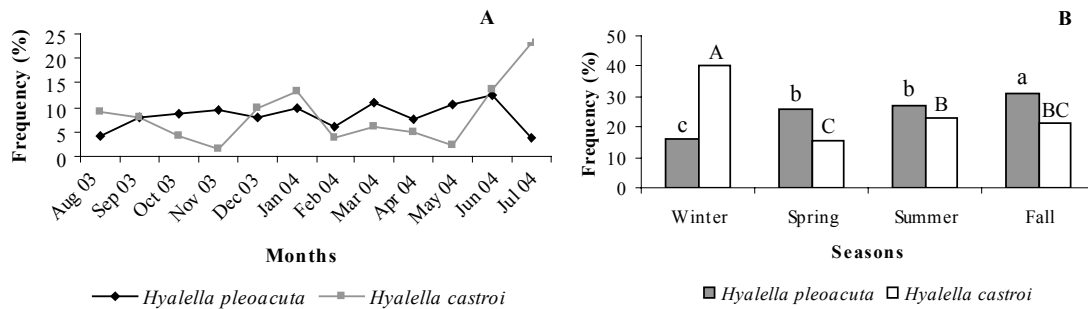 A
Frequency (%)
25
20
15
10
5
0
Aug 03
Sep 03
Oct 03
Nov 03
Dec 03
Jan 04
Feb 04
Mar 04
Apr 04
May 04
Jun 04
Jul 04
Months
Hyalella pleoacuta
Hyalella castroi
B
Frequency (%)
50
40
30
20
10
0
c
A
b
C
b
B
a
BC
Winter
Spring
Summer
Fall
Seasons
Hyalella pleoacuta
Hyalella castroi